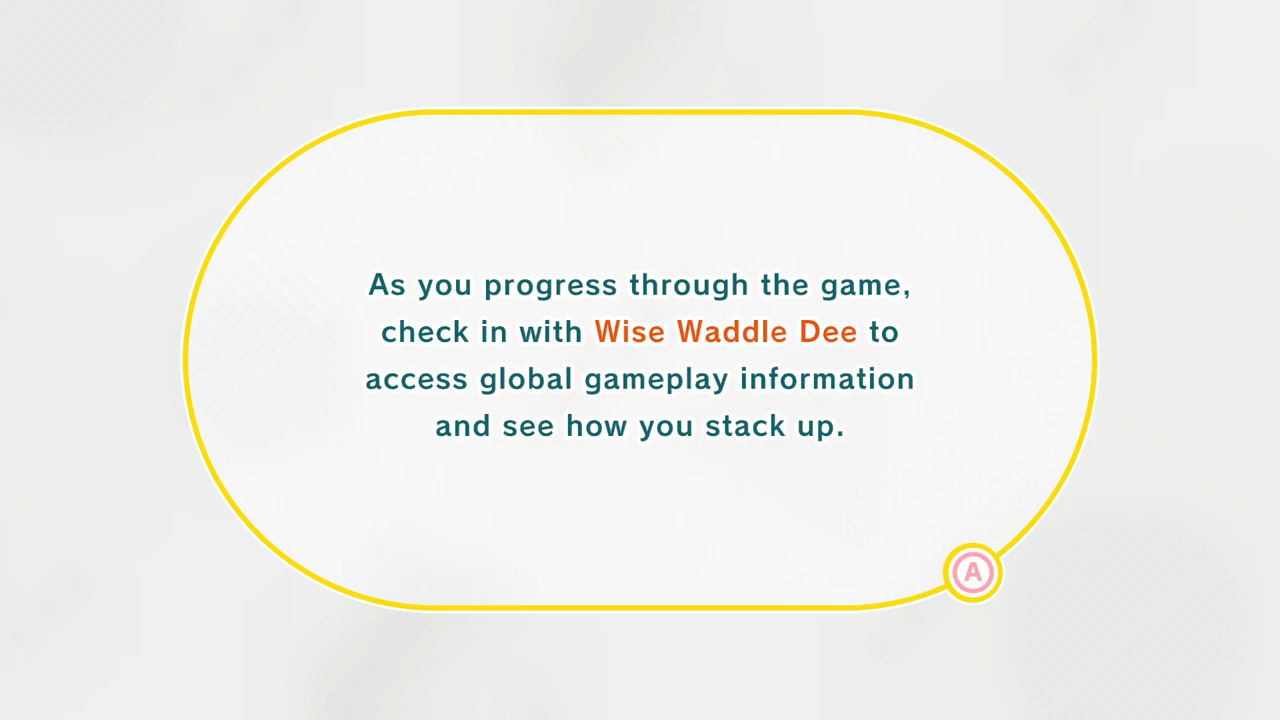 As you progress through the game,
check in with Wise Waddle Dee to
access global gameplay information
and see how you stack up.
A